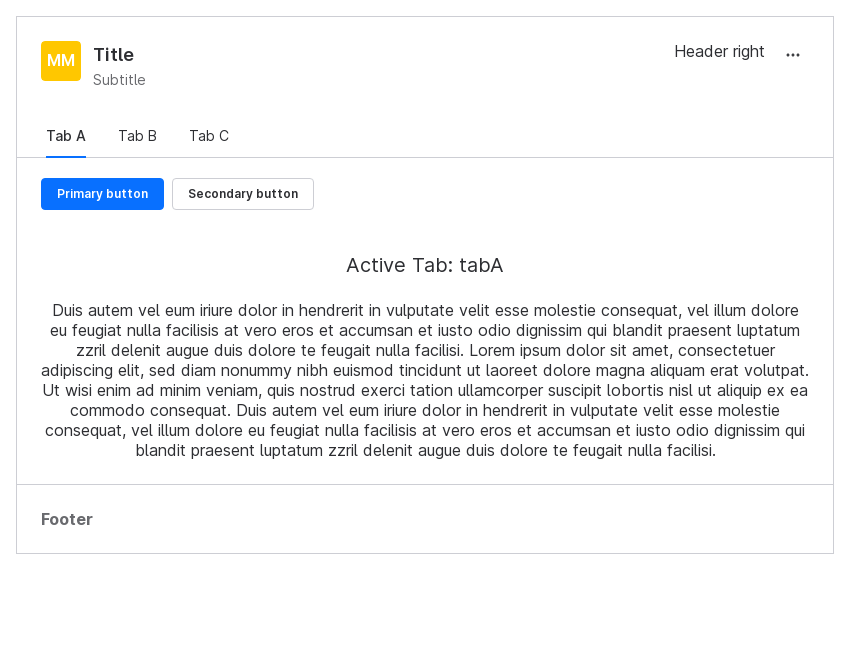 MM
Title
Subtitle
Header right
Tab A
Tab B
Tab C
Primary button
Secondary button
Active Tab: tabA
Duis autem vel eum iriure dolor in hendrerit in vulputate velit esse molestie consequat, vel illum dolore
eu feugiat nulla facilisis at vero eros et accumsan et iusto odio dignissim qui blandit praesent luptatum
zzril delenit augue duis dolore te feugait nulla facilisi. Lorem ipsum dolor sit amet, consectetuer
adipiscing elit, sed diam nonummy nibh euismod tincidunt ut laoreet dolore magna aliquam erat volutpat.
Ut wisi enim ad minim veniam, quis nostrud exerci tation ullamcorper suscipit lobortis nisl ut aliquip ex ea
commodo consequat. Duis autem vel eum iriure dolor in hendrerit in vulputate velit esse molestie
consequat, vel illum dolore eu feugiat nulla facilisis at vero eros et accumsan et iusto odio dignissim qui
blandit praesent luptatum zzril delenit augue duis dolore te feugait nulla facilisi.
Footer